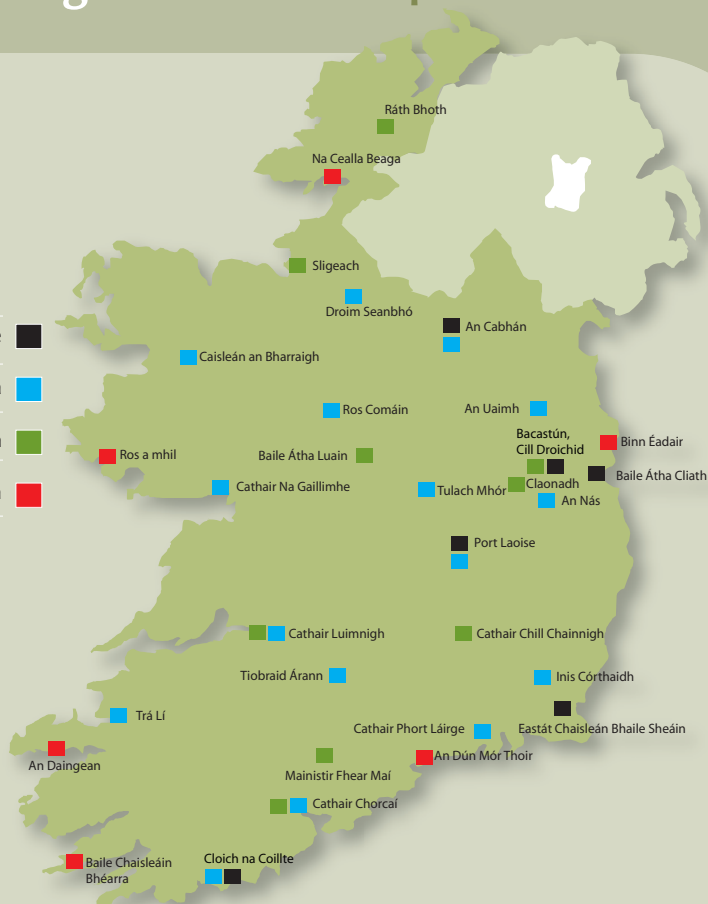 Ráth Bhoth
Na Cealla Beaga
Sligeach
Droim Seanbhó
An Cabhán
Caisleán an Bharraigh
Ros Comáin
An Uaimh
Bacastún,
Cill Droichid
Binn Éadair
Ros a mhil
Baile Átha Luain
Baile Átha Cliath
Claonadh
Cathair Na Gaillimhe
Tulach Mhór
An Nás
Port Laoise
Cathair Luimnigh
Cathair Chill Chainnigh
Tiobraid Árann
Inis Córthaidh
Trá Lí
Cathair Phort Láirge
Eastát Chaisleán Bhaile Sheáin
An Daingean
An Dún Mór Thoir
Mainistir Fhear Maí
Cathair Chorcaí
Baile Chaisleáin
Bhéarra
Cloich na Coillte